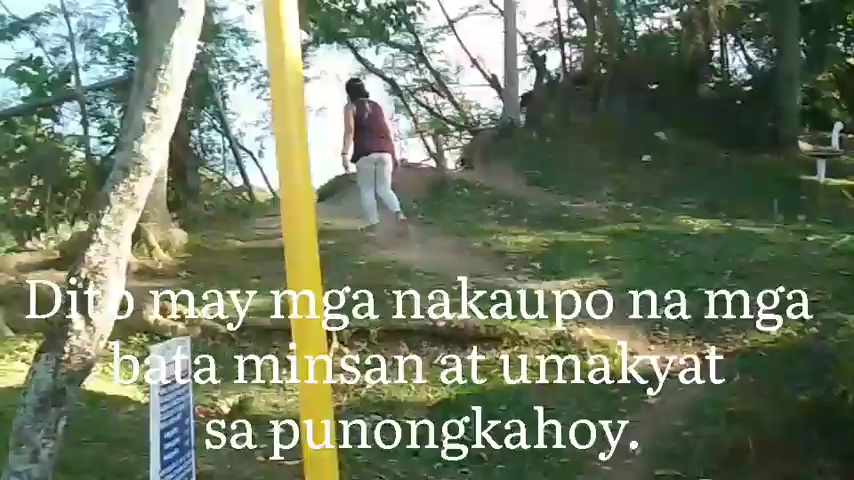 Dito may mga nakaupo na mga
bata minsan at umakyat
sa punongkahoy.